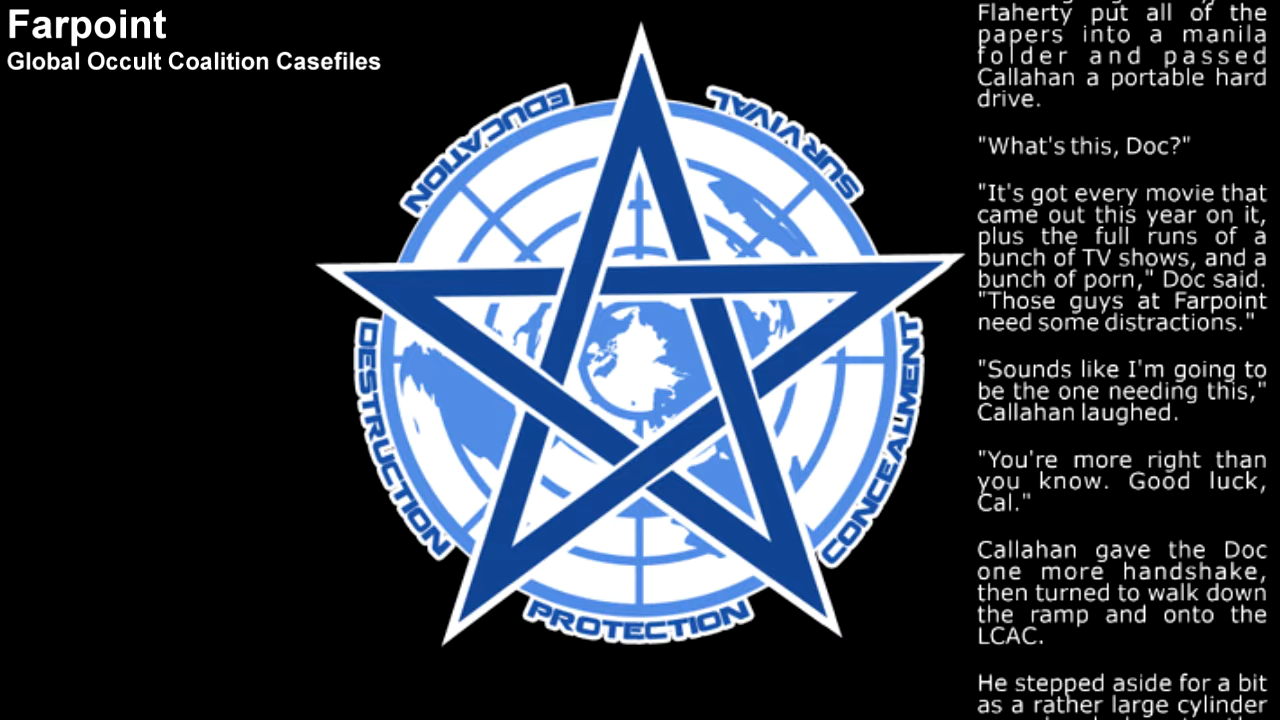 Farpoint
Global Occult Coalition Casefiles
EDUCATION
SURVIVAL
DESTRUCTION
CONCEALMENT
PROTECTION
Flaherty put all of the
papers into a manila
folder and passed
Callahan a portable hard
drive.
"What's this, Doc?"
"It's got every movie that
came out this year on it,
plus the full runs of a
bunch of TV shows, and a
bunch of porn," Doc said.
"Those guys at Farpoint
need some distractions."
"Sounds like I'm going to
be the one needing this,"
Callahan laughed.
"You're more right than
you know. Good luck,
Cal."
Callahan gave the Doc
one more handshake,
then turned to walk down
the ramp and onto the
LCAC.
He stepped aside for a bit
as a rather large cylinder